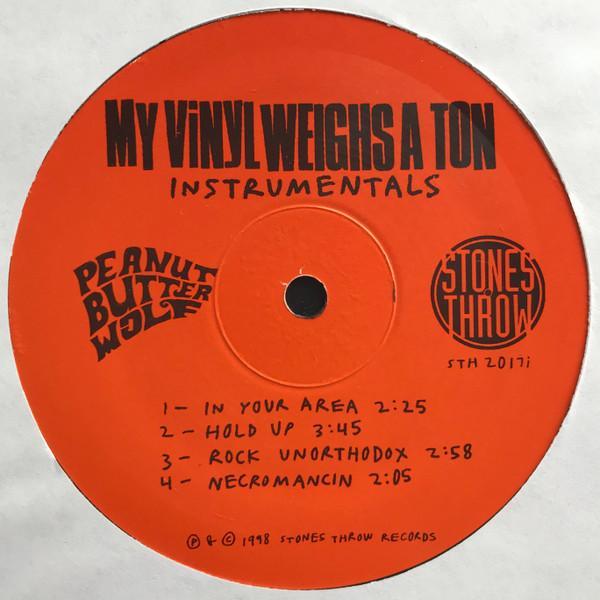 MY ViNYL WEIGHS A TON
INSTRUMENTALS
PEANUT
BUTTER
WOLF
STONES
THROW
STH 2017i
1 - IN YOUR AREA 2:25
2 - HOLD UP 3:45
3 - ROCK UNORTHODOX 2:58
4 - NECROMANCIN 2:05
℗ & © 1998 STONES THROW RECORDS